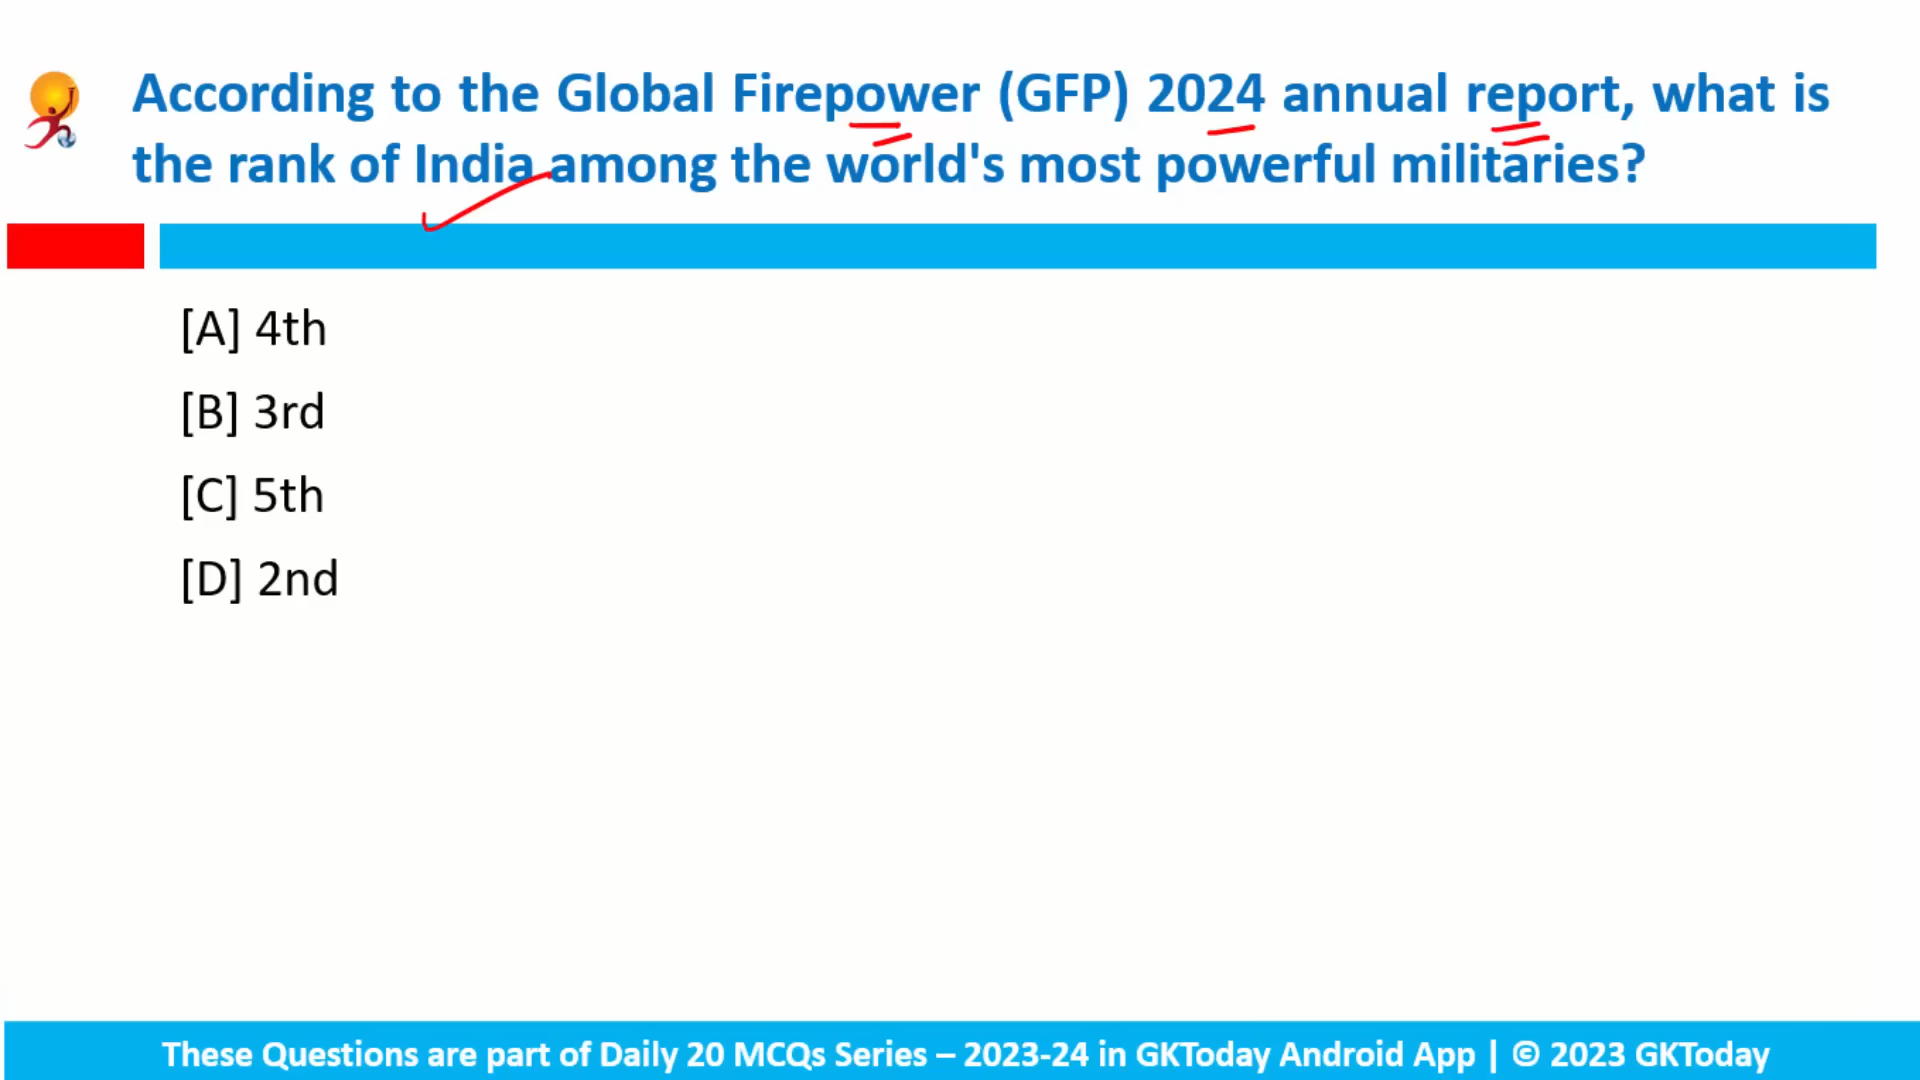 According to the Global Firepower (GFP) 2024 annual report, what is
the rank of India among the world's most powerful militaries?
[A] 4th
[B] 3rd
[C] 5th
[D] 2nd
These Questions are part of Daily 20 MCQs Series – 2023-24 in GKToday Android App | © 2023 GKToday